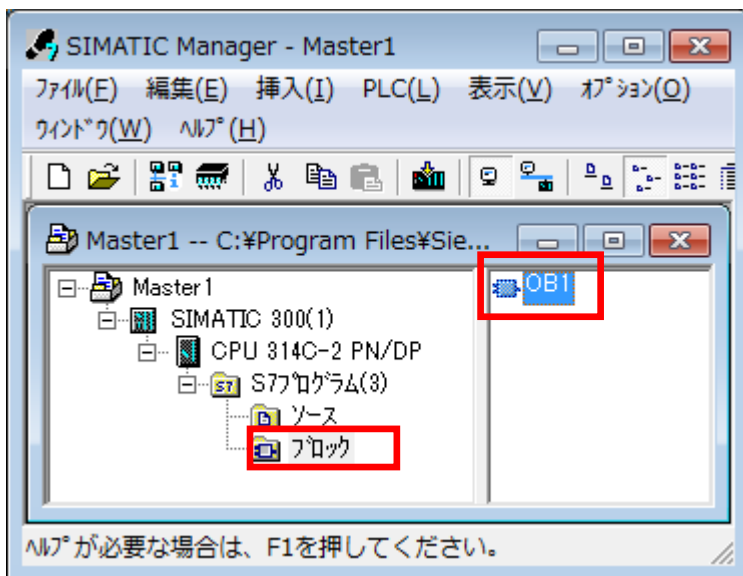 SIMATIC Manager - Master1
ﾌｧｲﾙ(F) 編集(E) 挿入(I) PLC(L) 表示(V) ｵﾌﾟｼｮﾝ(O)
ｳｨﾝﾄﾞｳ(W) ﾍﾙﾌﾟ(H)
Master1 -- C:¥Program Files¥Sie...
Master1
OB1
SIMATIC 300(1)
CPU 314C-2 PN/DP
S7ﾌﾟﾛｸﾞﾗﾑ(3)
ソース
ブロック
ﾍﾙﾌﾟが必要な場合は、F1を押してください。